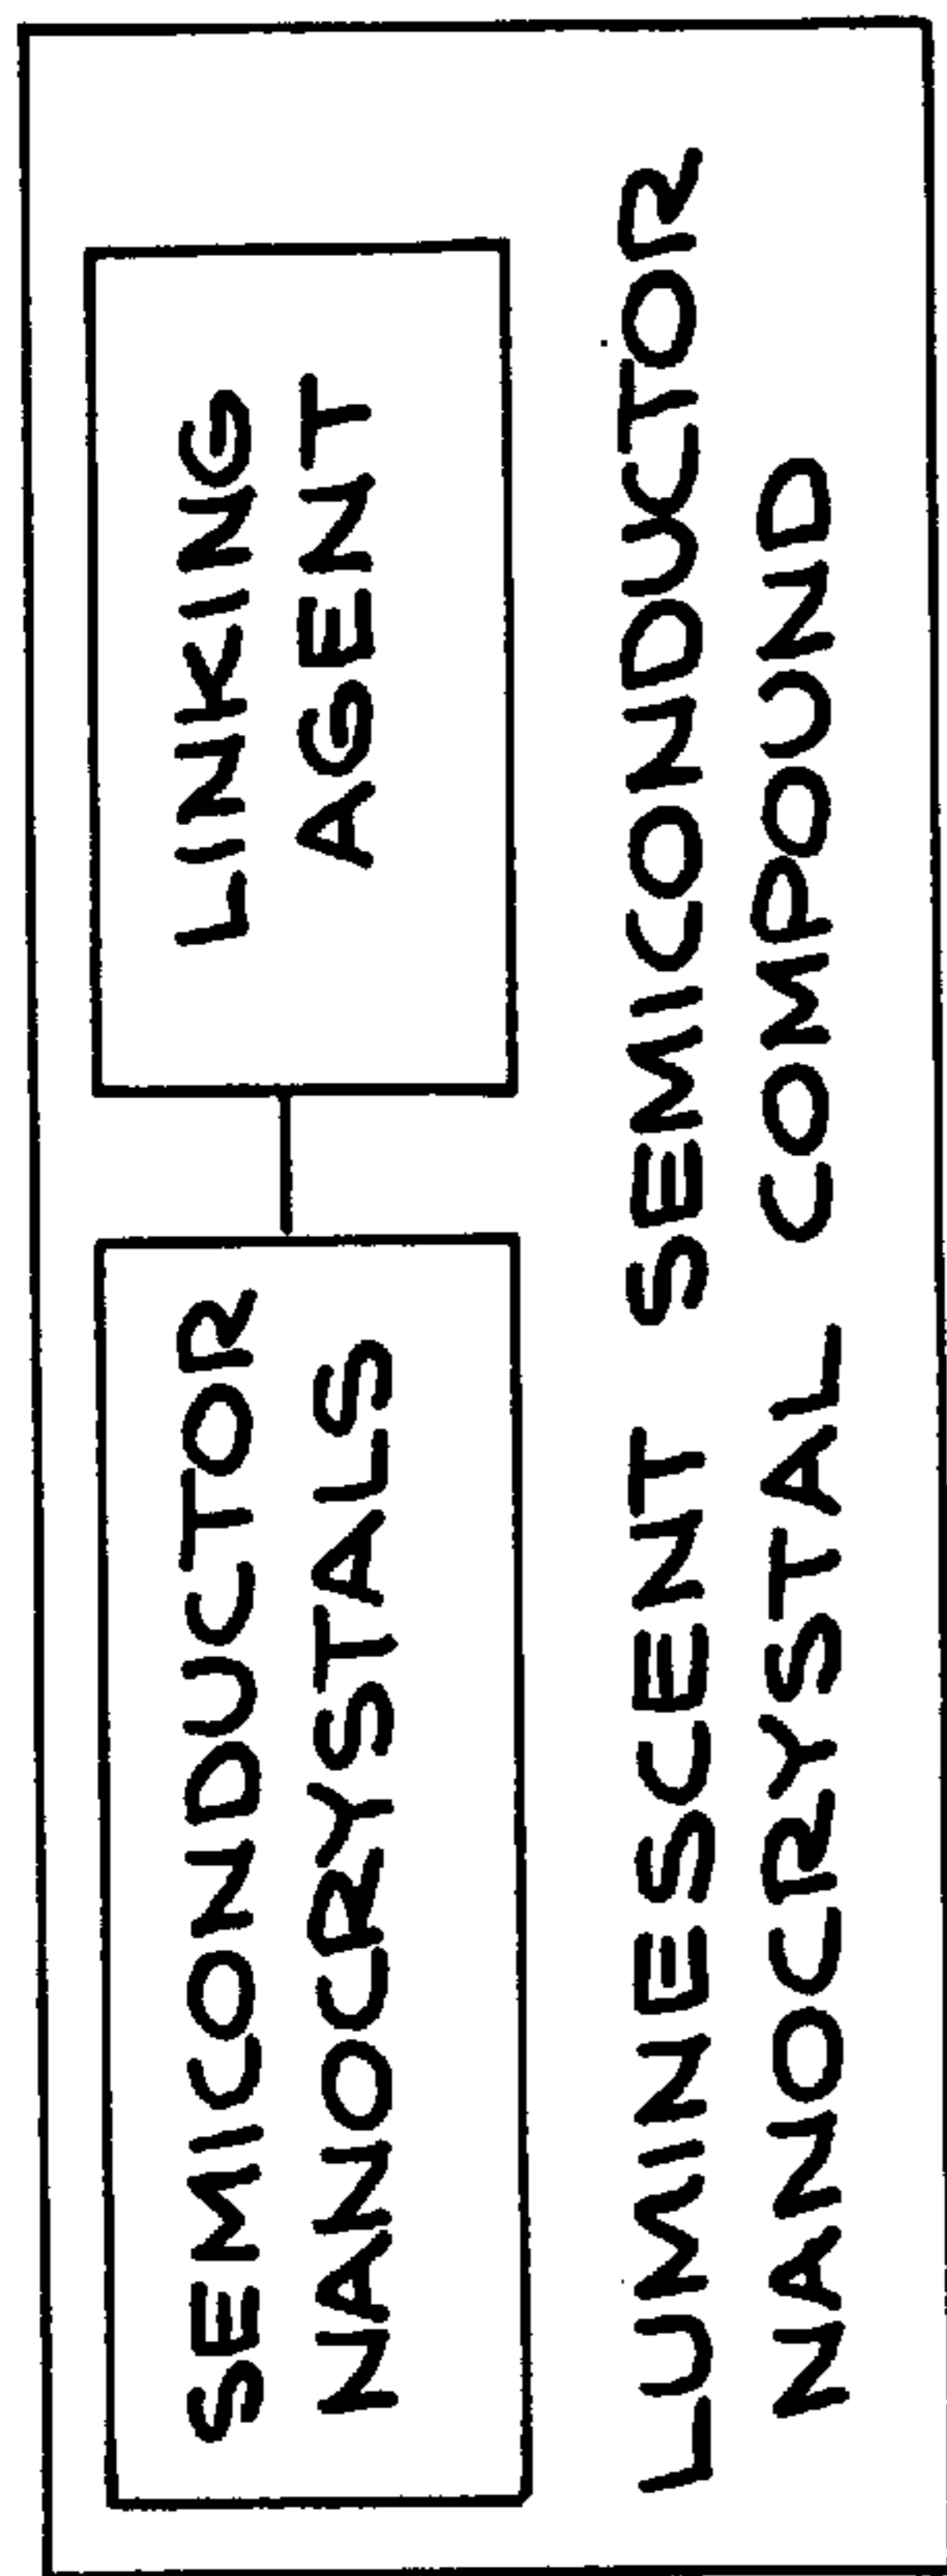 SEMICONDUCTOR
NANOCRYSTALS
LINKING
AGENT
LUMINESCENT SEMICONDUCTOR
NANOCRYSTAL COMPOUND